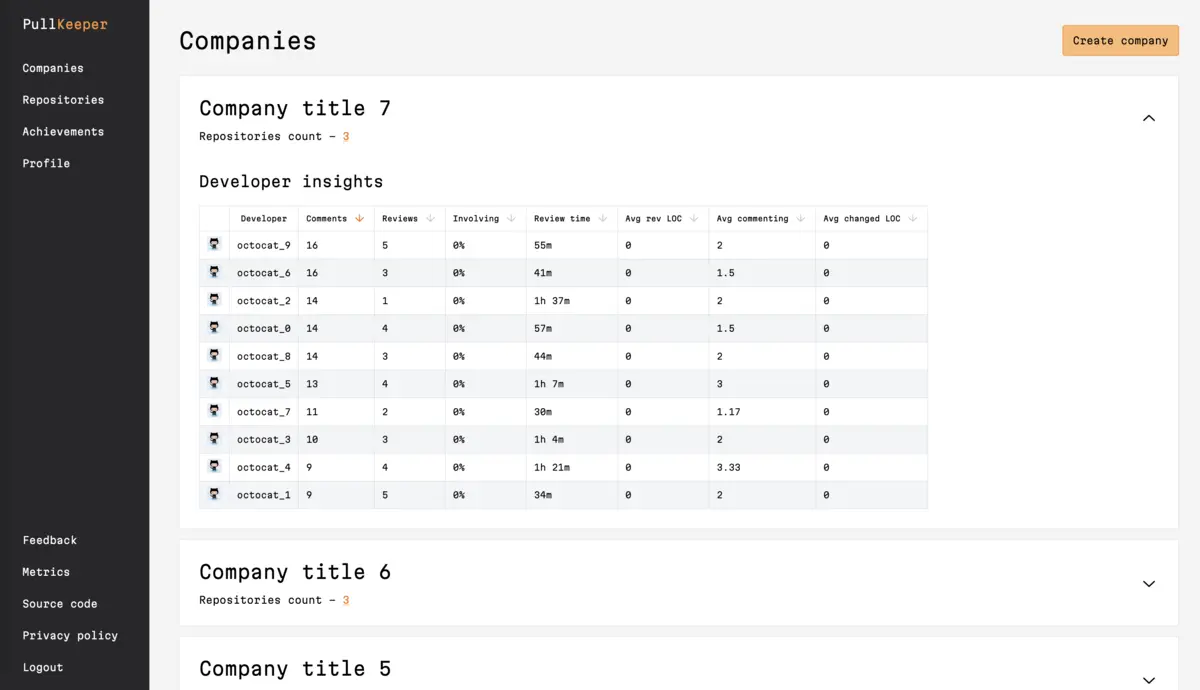 PullKeeper
Companies
Repositories
Achievements
Profile
Feedback
Metrics
Source code
Privacy policy
Logout
Companies
Create company
Company title 7
Repositories count – 3
Developer insights
Developer Comments Reviews Involving Review time Avg rev LOC Avg commenting Avg changed LOC
octocat_9 16 5 0% 55m 0 2 0
octocat_6 16 3 0% 41m 0 1.5 0
octocat_2 14 1 0% 1h 37m 0 2 0
octocat_0 14 4 0% 57m 0 1.5 0
octocat_8 14 3 0% 44m 0 2 0
octocat_5 13 4 0% 1h 7m 0 3 0
octocat_7 11 2 0% 30m 0 1.17 0
octocat_3 10 3 0% 1h 4m 0 2 0
octocat_4 9 4 0% 1h 21m 0 3.33 0
octocat_1 9 5 0% 34m 0 2 0
Company title 6
Repositories count – 3
Company title 5